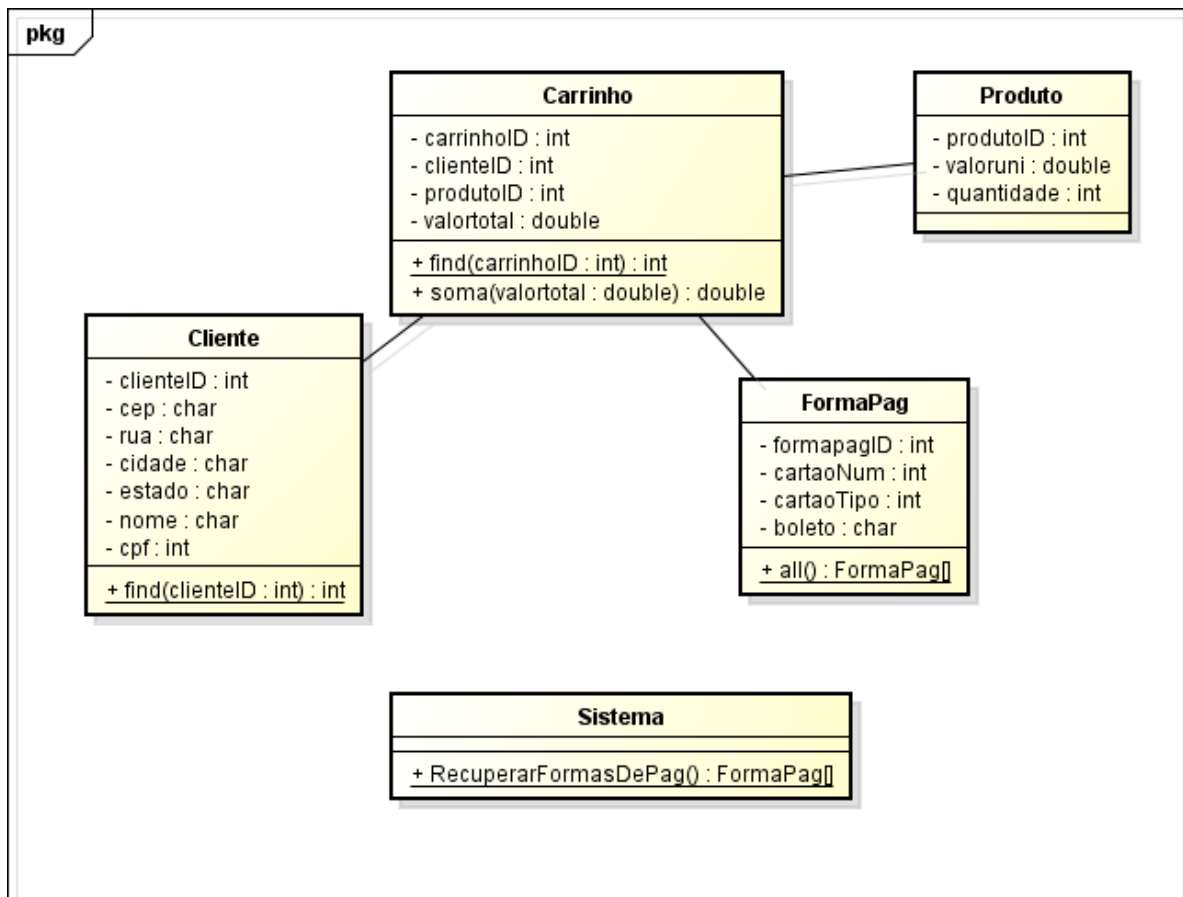 pkg
Carrinho
- carrinhoID : int
- clienteID : int
- produtoID : int
- valortotal : double
+ find(carrinhoID : int) : int
+ soma(valortotal : double) : double
Produto
- produtoID : int
- valoruni : double
- quantidade : int
Cliente
- clienteID : int
- cep : char
- rua : char
- cidade : char
- estado : char
- nome : char
- cpf : int
+ find(clienteID : int) : int
FormaPag
- formapagID : int
- cartaoNum : int
- cartaoTipo : int
- boleto : char
+ all() : FormaPag[]
Sistema
+ RecuperarFormasDePag() : FormaPag[]